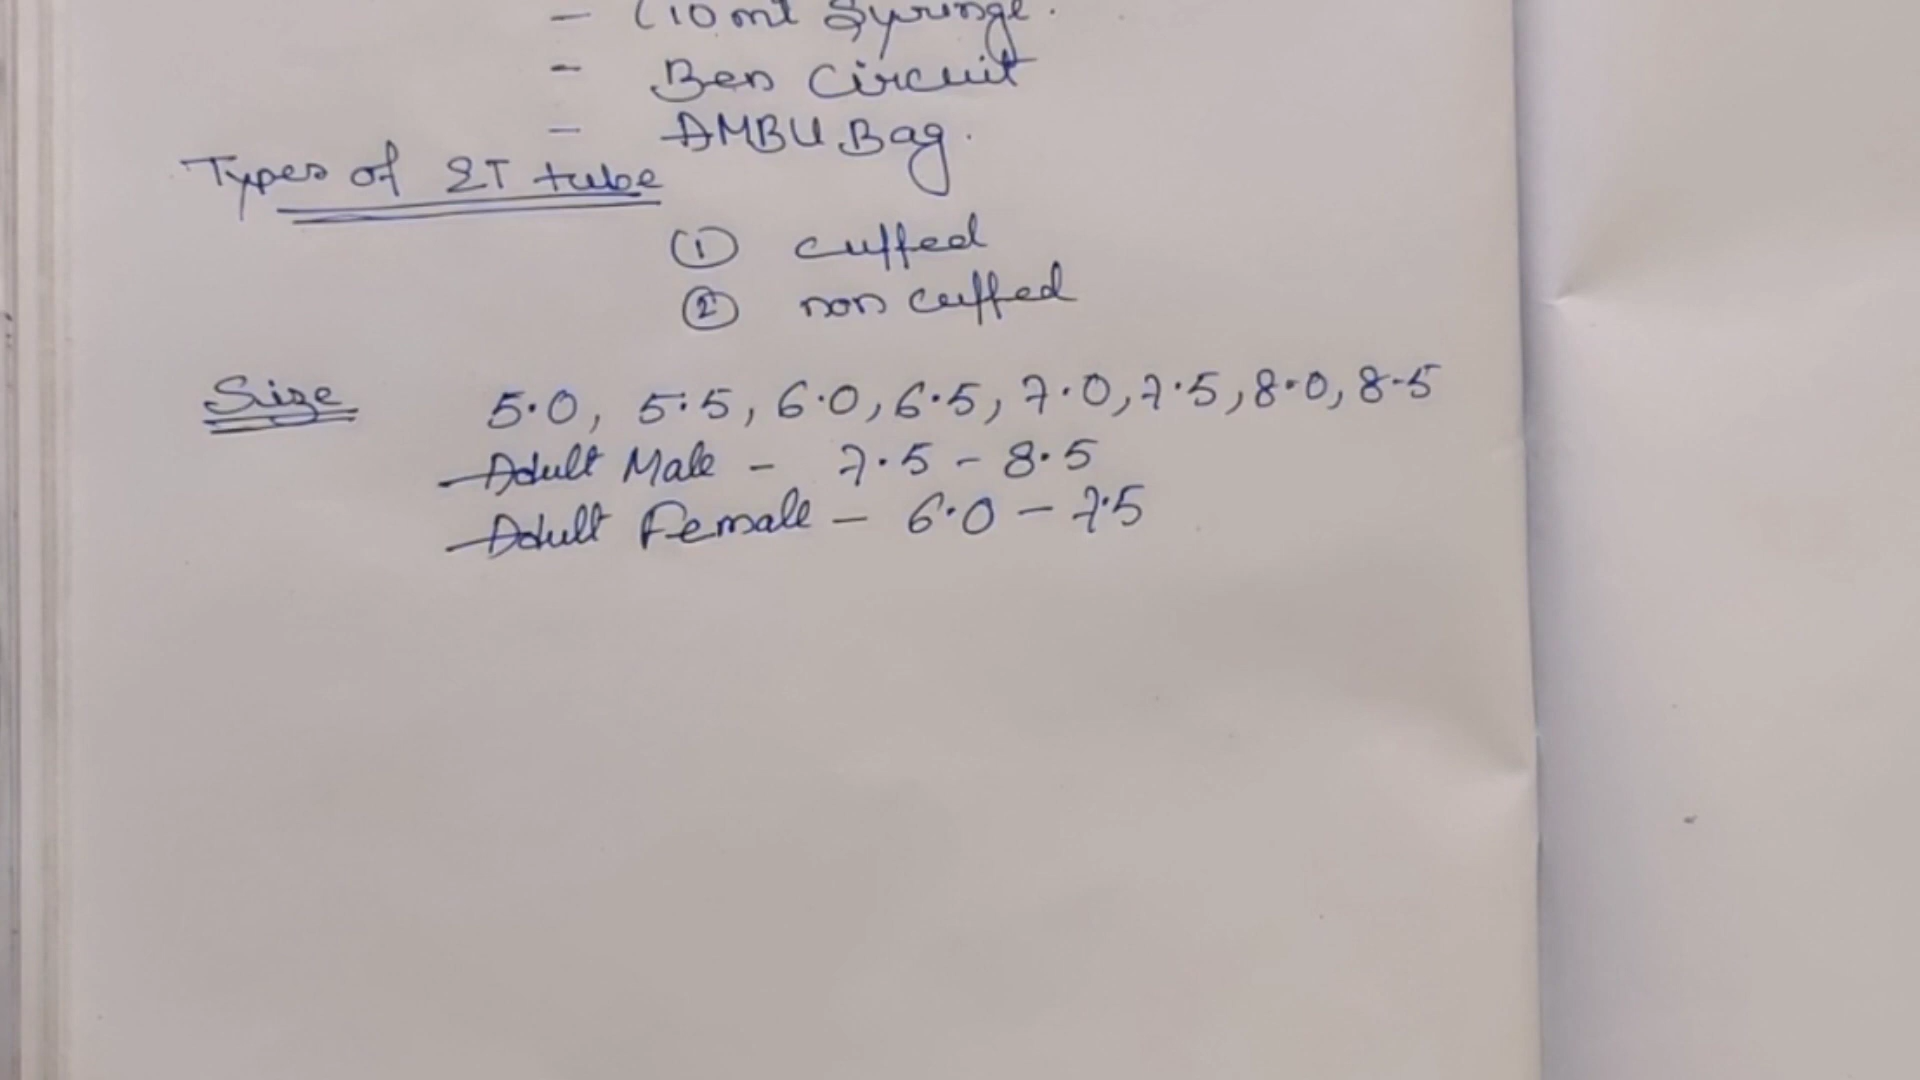 - (10 ml Syringe.
- Ben Circuit
- AMBU Bag.
Types of ET tube
① cuffed
② non cuffed
Size 5.0, 5.5, 6.0, 6.5, 7.0, 7.5, 8.0, 8.5
Adult Male - 7.5 - 8.5
Adult Female - 6.0 - 7.5